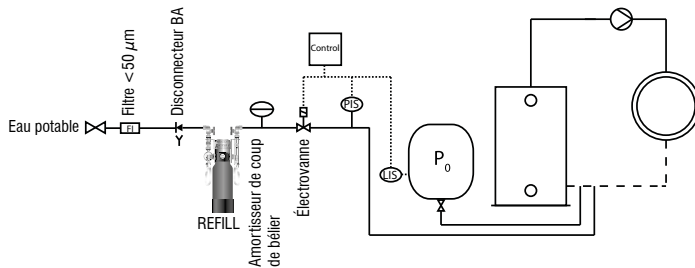 Eau potable
Filtre < 50 µm
FI
Disconnecteur BA
REFILL
Amortisseur de coup
de bélier
Électrovanne
Control
PIS
LIS
P0